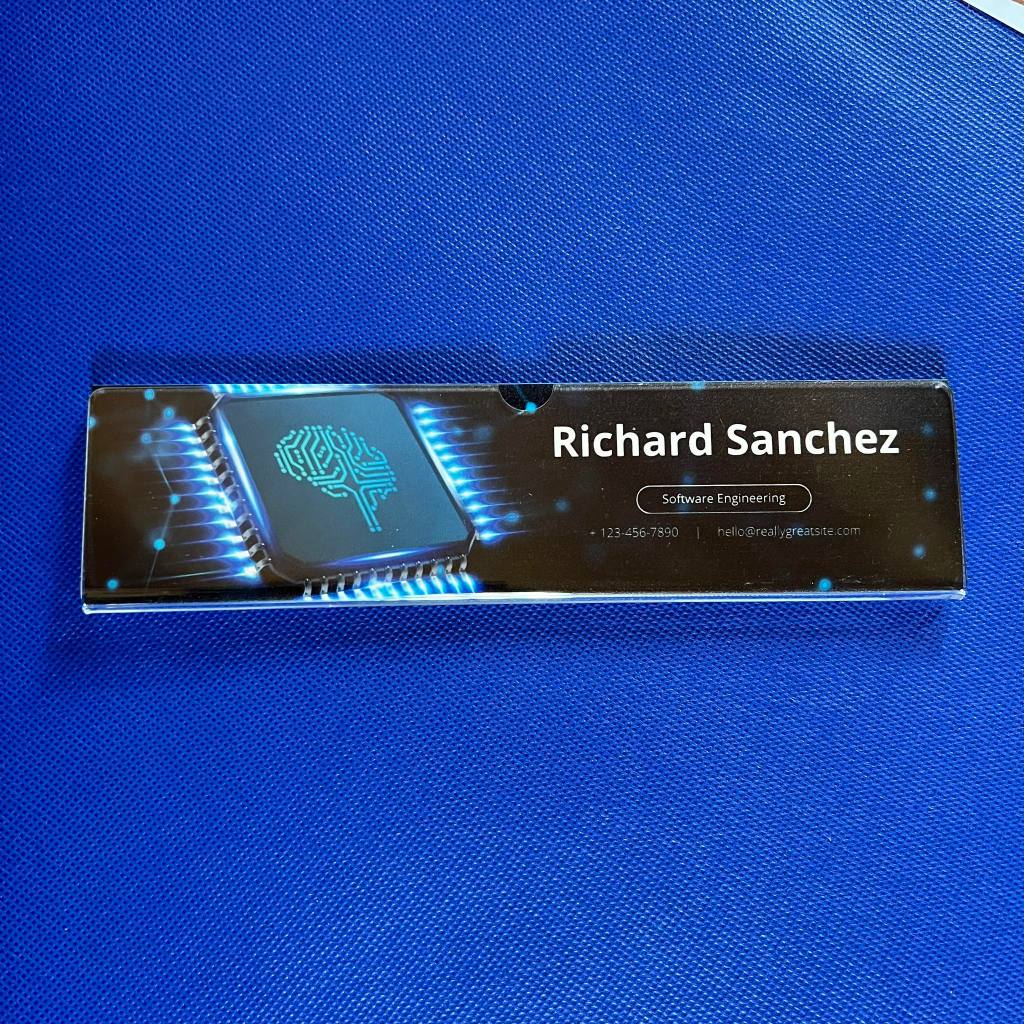 Richard Sanchez
Software Engineering
+ 123-456-7890 | hello@reallygreatsite.com